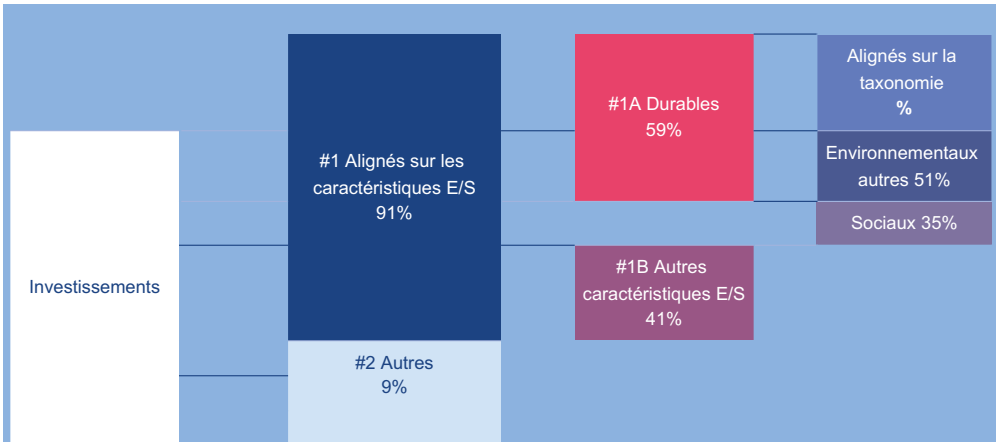 Investissements
#1 Alignés sur les
caractéristiques E/S
91%
#2 Autres
9%
#1A Durables
59%
#1B Autres
caractéristiques E/S
41%
Alignés sur la
taxonomie
%
Environnementaux
autres 51%
Sociaux 35%